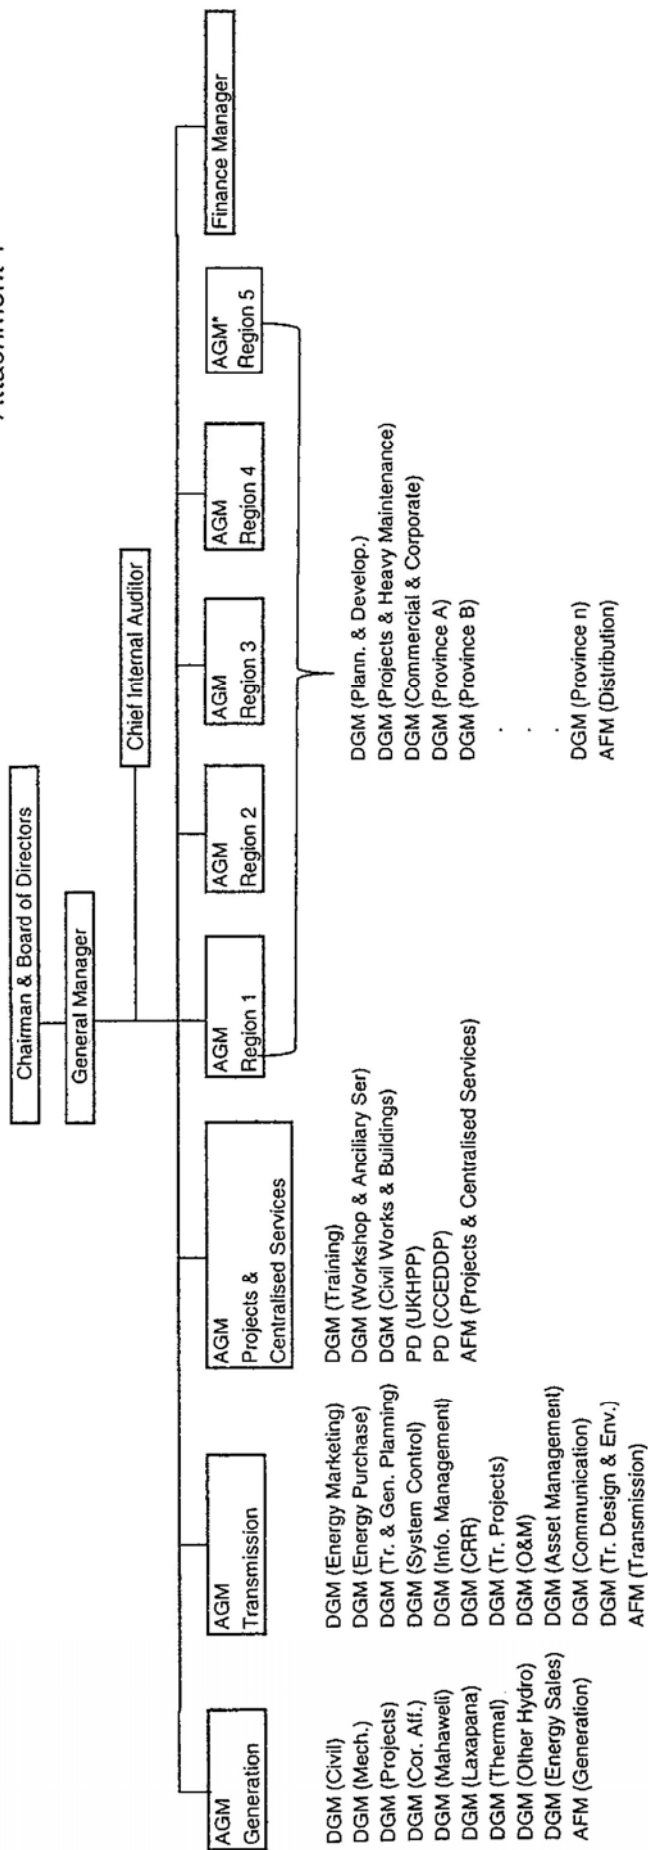 Attachment
Chairman & Board of Directors
General Manager
Chief Internal Auditor
AGM
Generation
AGM
Transmission
AGM
Projects &
Centralised Services
AGM
Region 1
AGM
Region 2
AGM
Region 3
AGM
Region 4
AGM*
Region 5
Finance Manager
DGM (Civil)
DGM (Mech.)
DGM (Projects)
DGM (Cor. Aff.)
DGM (Mahaweli)
DGM (Laxapana)
DGM (Thermal)
DGM (Other Hydro)
DGM (Energy Sales)
AFM (Generation)
DGM (Energy Marketing)
DGM (Energy Purchase)
DGM (Tr. & Gen. Planning)
DGM (System Control)
DGM (Info. Management)
DGM (CRR)
DGM (Tr. Projects)
DGM (O&M)
DGM (Asset Management)
DGM (Communication)
DGM (Tr. Design & Env.)
AFM (Transmission)
DGM (Training)
DGM (Workshop & Anciliary Ser)
DGM (Civil Works & Buildings)
PD (UKHPP)
PD (CCEDDP)
AFM (Projects & Centralised Services)
DGM (Plann. & Develop.)
DGM (Projects & Heavy Maintenance)
DGM (Commercial & Corporate)
DGM (Province A)
DGM (Province B)
.
.
.
DGM (Province n)
AFM (Distribution)